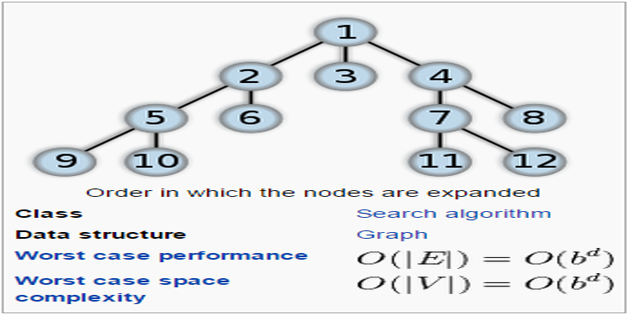 1
2 3 4
5 6 7 8
9 10 11 12
Order in which the nodes are expanded
Class Search algorithm
Data structure Graph
Worst case performance O(|E|) = O(b^d)
Worst case space complexity O(|V|) = O(b^d)